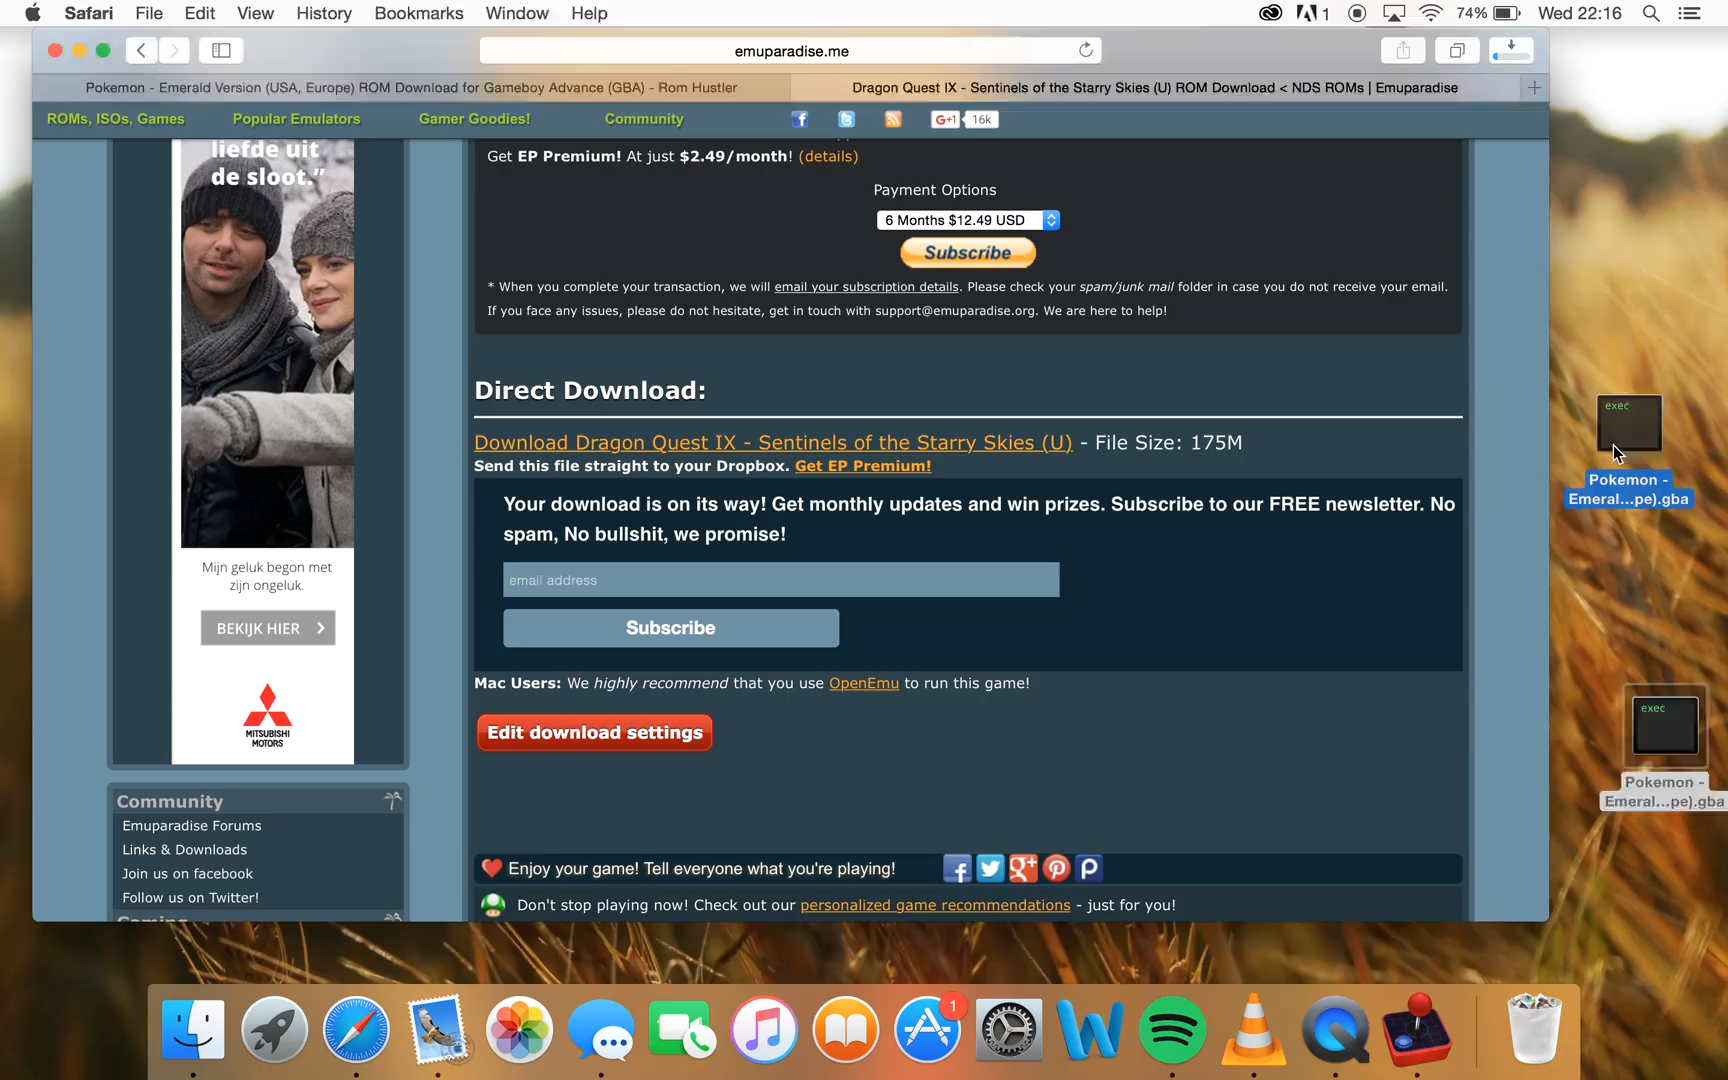 Safari File Edit View History Bookmarks Window Help 1 74% Wed 22:16
emuparadise.me
Pokemon - Emerald Version (USA, Europe) ROM Download for Gameboy Advance (GBA) - Rom Hustler
Dragon Quest IX - Sentinels of the Starry Skies (U) ROM Download < NDS ROMs | Emuparadise
ROMs, ISOs, Games Popular Emulators Gamer Goodies! Community G+1 16k
liefde uit
de sloot.”
Mijn geluk begon met
zijn ongeluk.
BEKIJK HIER
MITSUBISHI
MOTORS
Community
Emuparadise Forums
Links & Downloads
Join us on facebook
Follow us on Twitter!
Gaming
Get EP Premium! At just $2.49/month! (details)
Payment Options
6 Months $12.49 USD
Subscribe
* When you complete your transaction, we will email your subscription details. Please check your spam/junk mail folder in case you do not receive your email.
If you face any issues, please do not hesitate, get in touch with support@emuparadise.org. We are here to help!
Direct Download:
Download Dragon Quest IX - Sentinels of the Starry Skies (U) - File Size: 175M
Send this file straight to your Dropbox. Get EP Premium!
Your download is on its way! Get monthly updates and win prizes. Subscribe to our FREE newsletter. No
spam, No bullshit, we promise!
email address
Subscribe
Mac Users: We highly recommend that you use OpenEmu to run this game!
Edit download settings
Enjoy your game! Tell everyone what you're playing!
Don't stop playing now! Check out our personalized game recommendations - just for you!
exec
Pokemon -
Emeral...pe).gba
exec
Pokemon -
Emeral...pe).gba
1